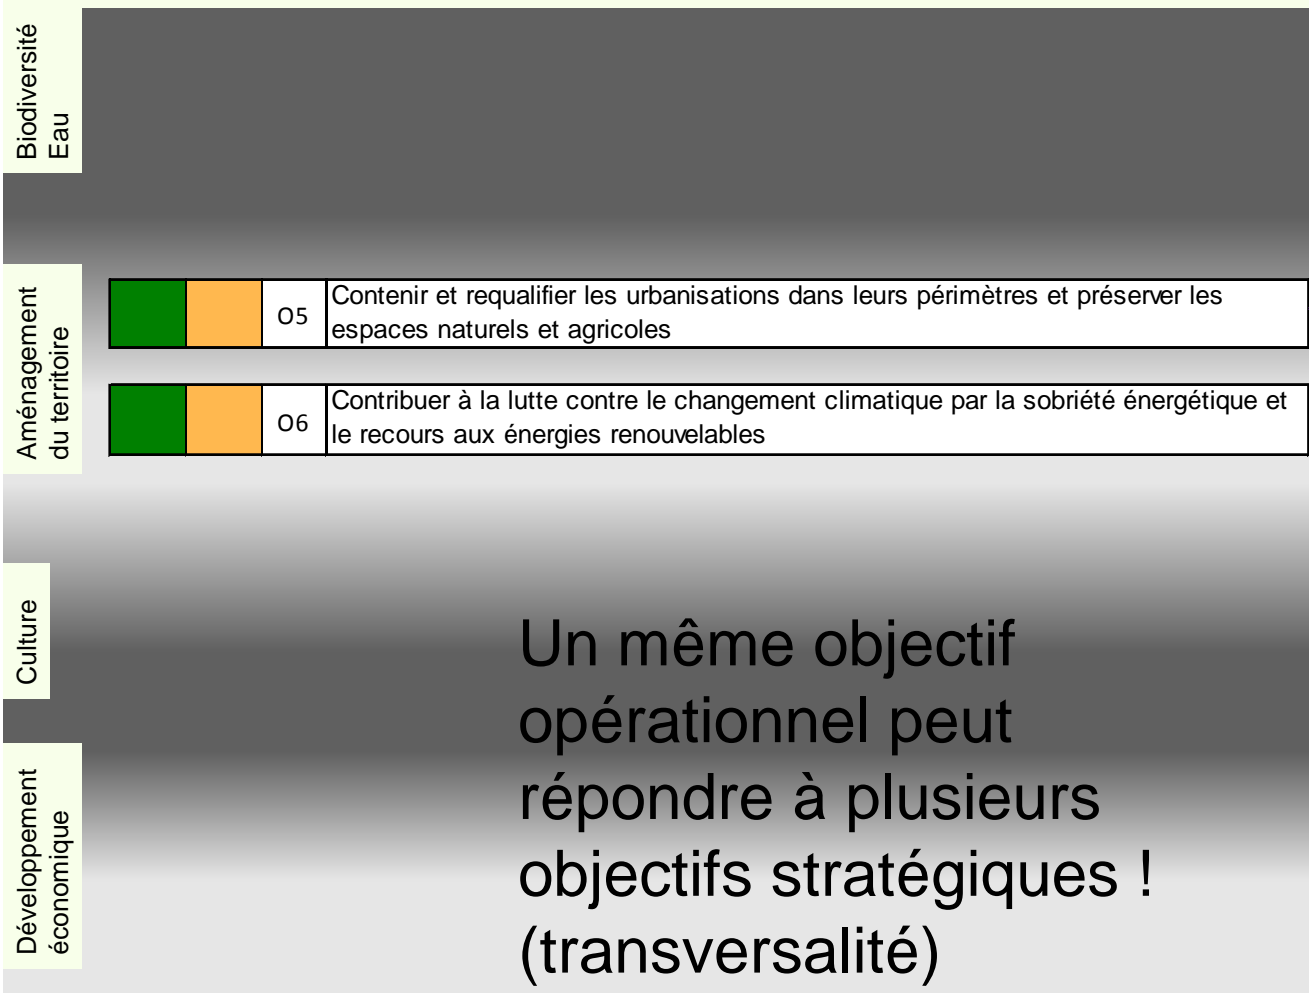 Biodiversité
Eau
Aménagement
du territoire
O5
Contenir et requalifier les urbanisations dans leurs périmètres et préserver les
espaces naturels et agricoles
O6
Contribuer à la lutte contre le changement climatique par la sobriété énergétique et
le recours aux énergies renouvelables
Culture
Un même objectif
opérationnel peut
répondre à plusieurs
objectifs stratégiques !
(transversalité)
Développement
économique